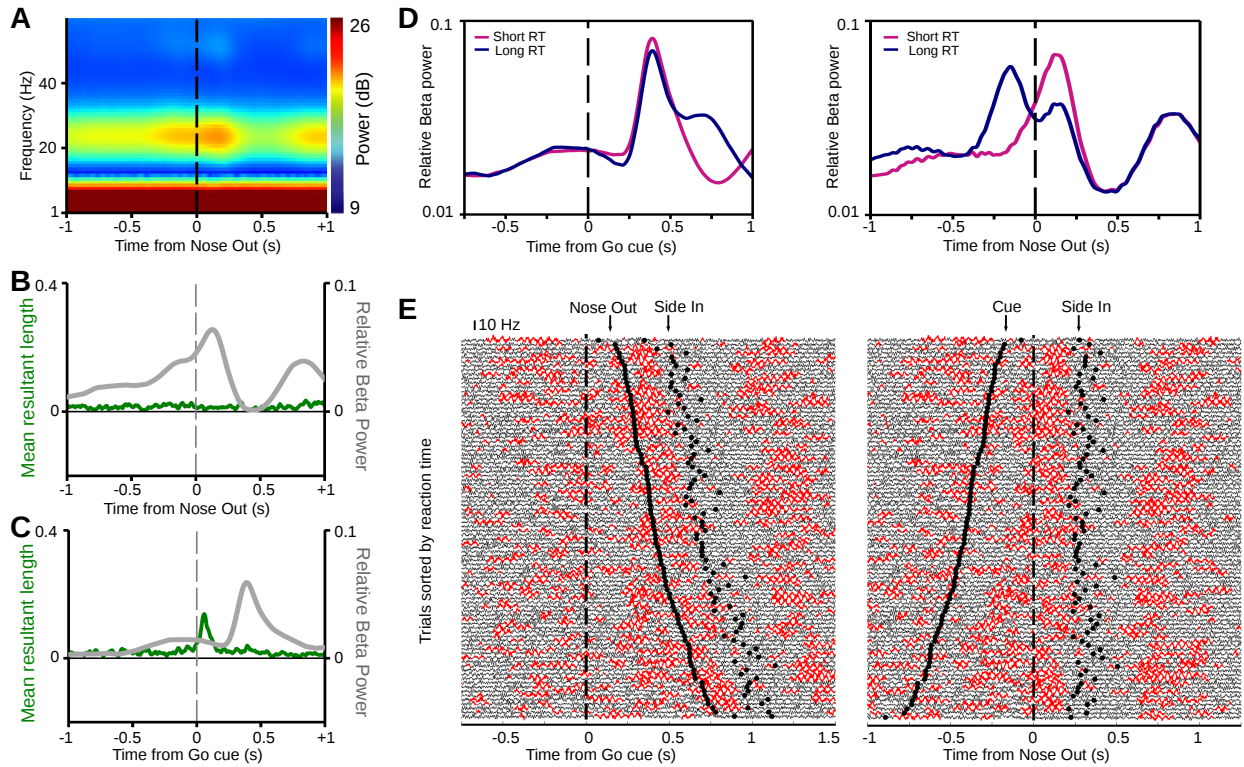 A
Frequency (Hz)
40
20
1
-1
-0.5
0
0.5
+1
Time from Nose Out (s)
26
9
Power (dB)
B
Mean resultant length
0.4
0
0.1
0
Relative Beta Power
-1
-0.5
0
0.5
+1
Time from Nose Out (s)
C
Mean resultant length
0.4
0
0.1
0
Relative Beta Power
-1
-0.5
0
0.5
+1
Time from Go cue (s)
D
Relative Beta power
0.1
0.01
Short RT
Long RT
-0.5
0
0.5
1
Time from Go cue (s)
Relative Beta power
0.1
0.01
Short RT
Long RT
-1
-0.5
0
0.5
1
Time from Nose Out (s)
E
10 Hz
Nose Out
Side In
Trials sorted by reaction time
-0.5
0
0.5
1
1.5
Time from Go cue (s)
Cue
Side In
-1
-0.5
0
0.5
1
Time from Nose Out (s)